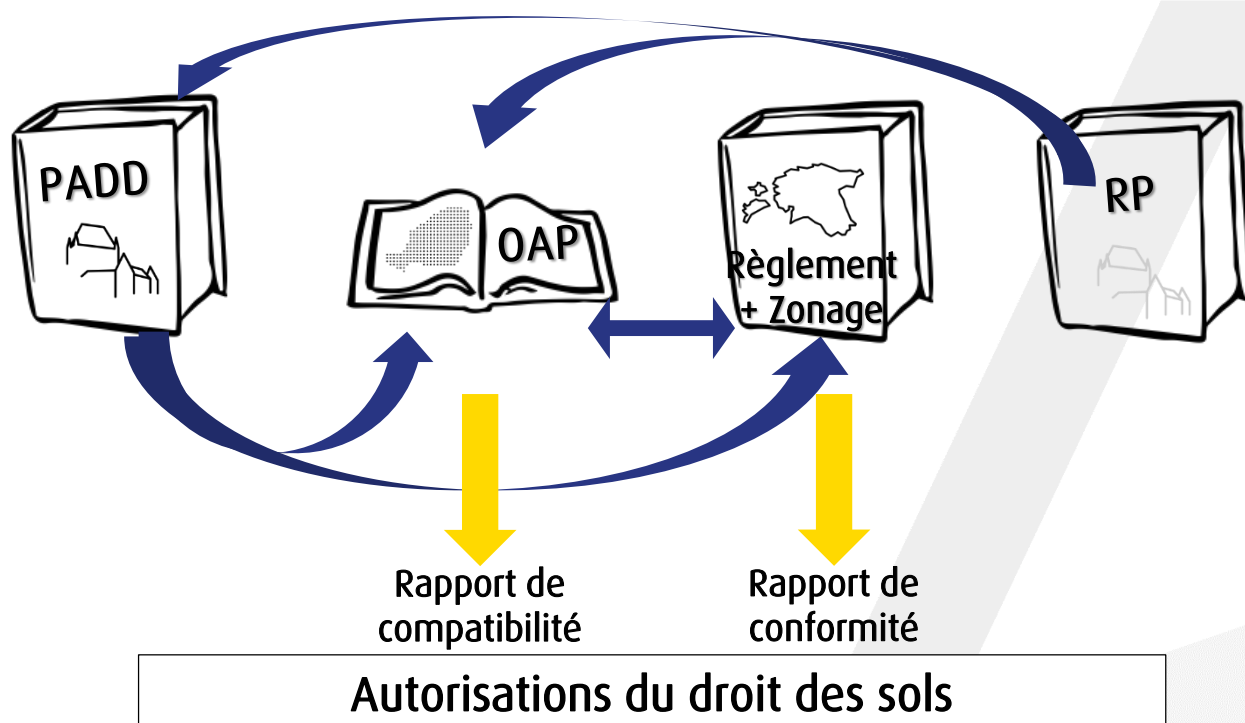 PADD
OAP
Règlement
+ Zonage
RP
Rapport de
compatibilité
Rapport de
conformité
Autorisations du droit des sols